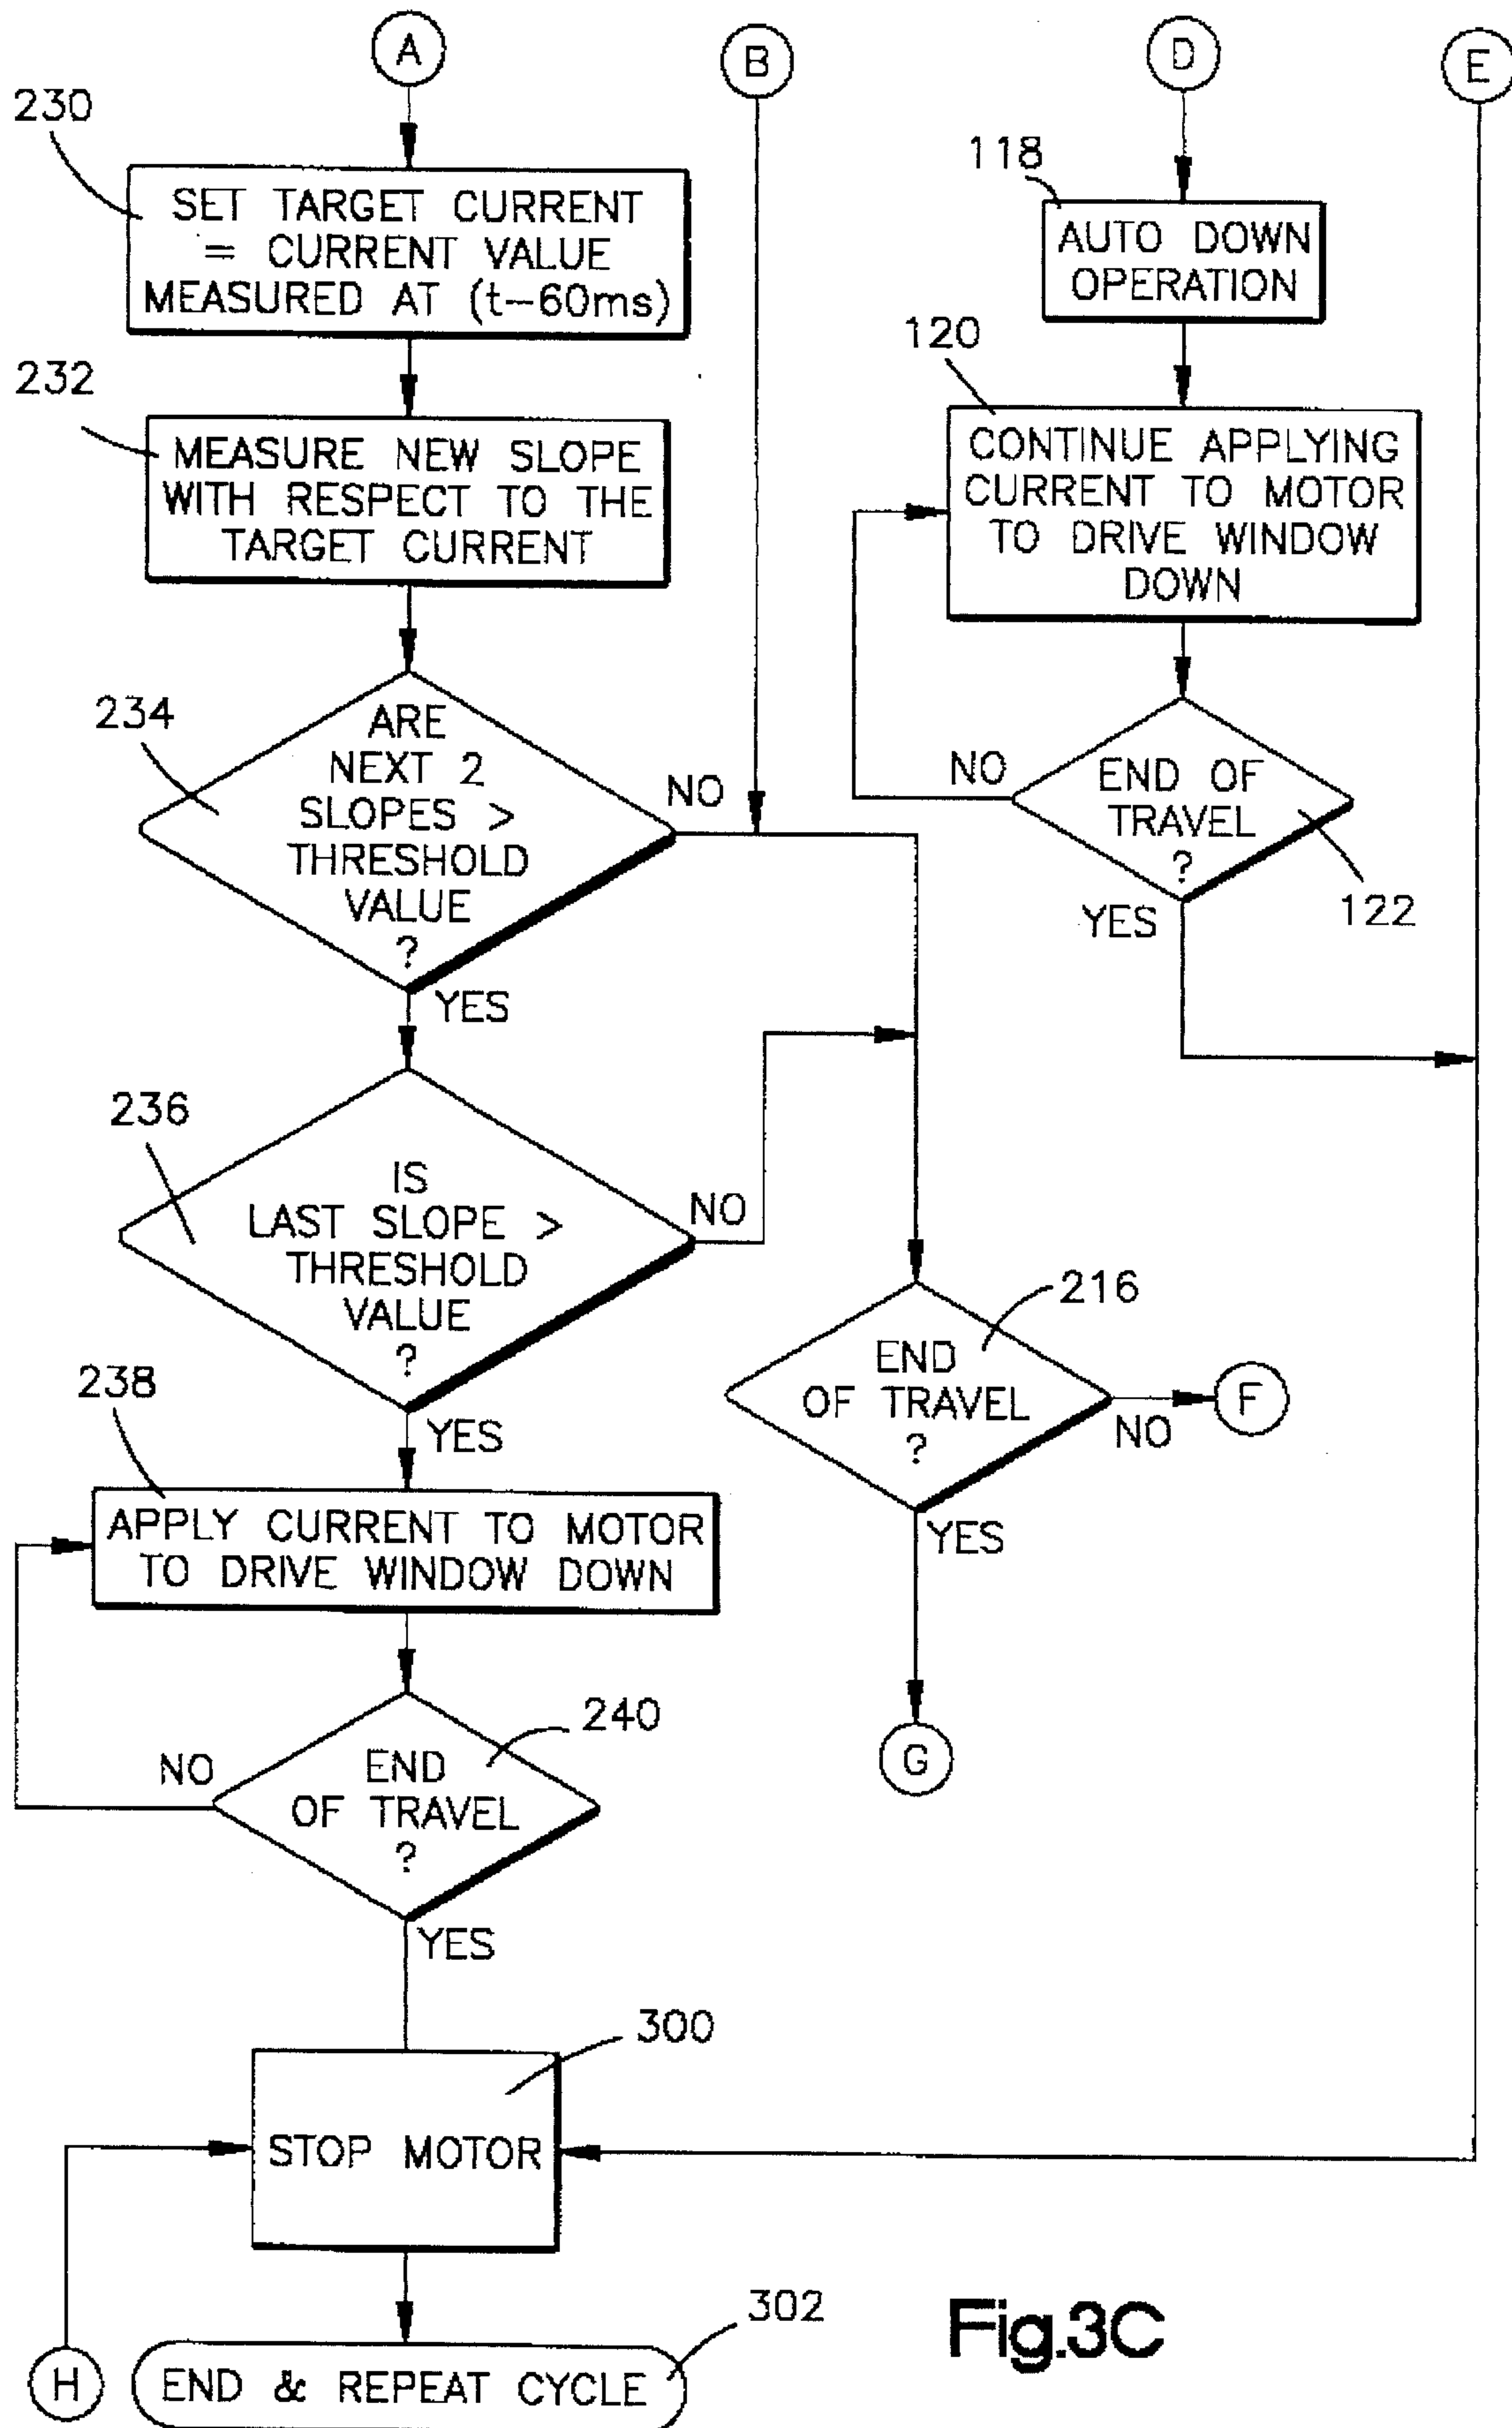 A
B
D
E
230
SET TARGET CURRENT
= CURRENT VALUE
MEASURED AT (t-60ms)
118
AUTO DOWN
OPERATION
232
MEASURE NEW SLOPE
WITH RESPECT TO THE
TARGET CURRENT
120
CONTINUE APPLYING
CURRENT TO MOTOR
TO DRIVE WINDOW
DOWN
234
ARE
NEXT 2
SLOPES >
THRESHOLD
VALUE
?
NO
YES
NO
END OF
TRAVEL
?
122
YES
236
IS
LAST SLOPE >
THRESHOLD
VALUE
?
NO
YES
216
END
OF TRAVEL
?
NO
F
YES
G
238
APPLY CURRENT TO MOTOR
TO DRIVE WINDOW DOWN
240
END
OF TRAVEL
?
NO
YES
300
STOP MOTOR
H
302
END & REPEAT CYCLE
Fig.3C